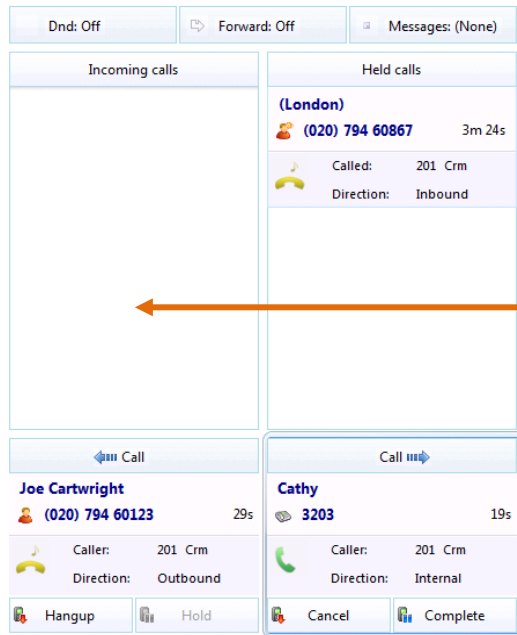 Dnd: Off Forward: Off Messages: (None)
Incoming calls
Held calls
(London)
(020) 794 60867 3m 24s
Called: 201 Crm
Direction: Inbound
Call
Joe Cartwright
(020) 794 60123 29s
Caller: 201 Crm
Direction: Outbound
Hangup Hold
Call
Cathy
3203 19s
Caller: 201 Crm
Direction: Internal
Cancel Complete